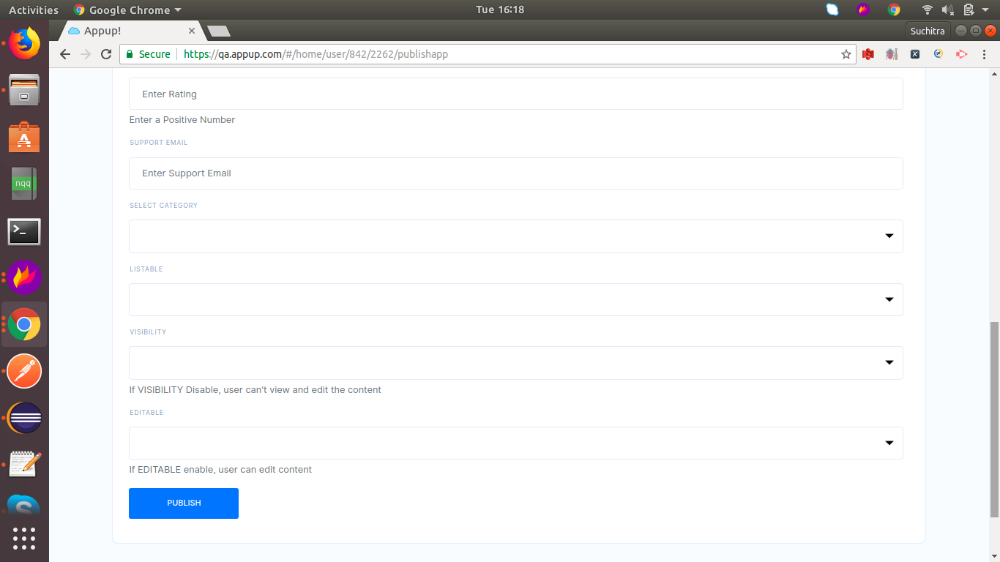 Activities Google Chrome Tue 16:18
Appup! Suchitra
Secure https://qa.appup.com/#/home/user/842/2262/publishapp
Enter Rating
Enter a Positive Number
SUPPORT EMAIL
Enter Support Email
SELECT CATEGORY
LISTABLE
VISIBILITY
If VISIBILITY Disable, user can't view and edit the content
EDITABLE
If EDITABLE enable, user can edit content
PUBLISH
nqq